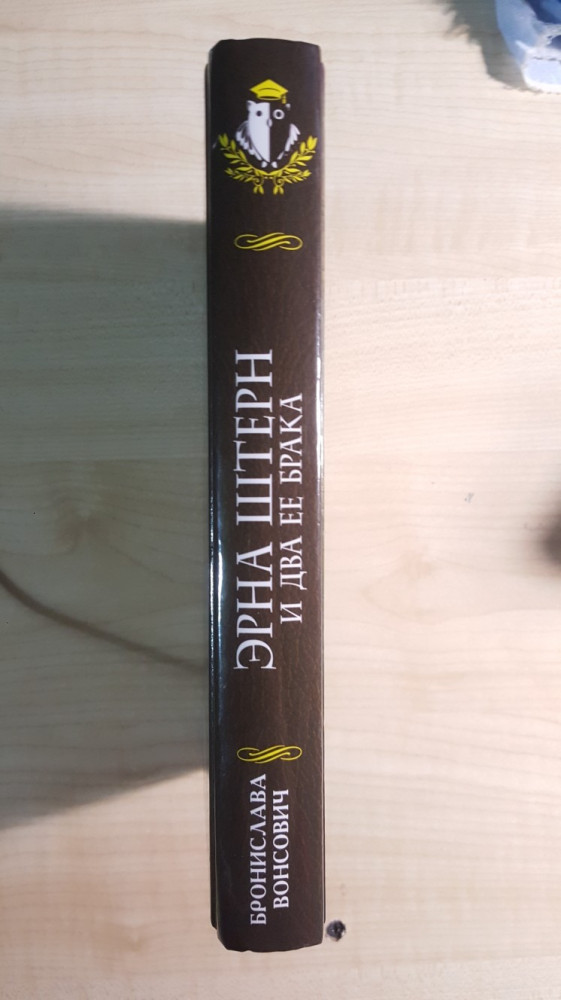 БРОНИСЛАВА
ВОНСОВИЧ
ЭРНА ШТЕРН
И ДВА ЕЕ БРАКА